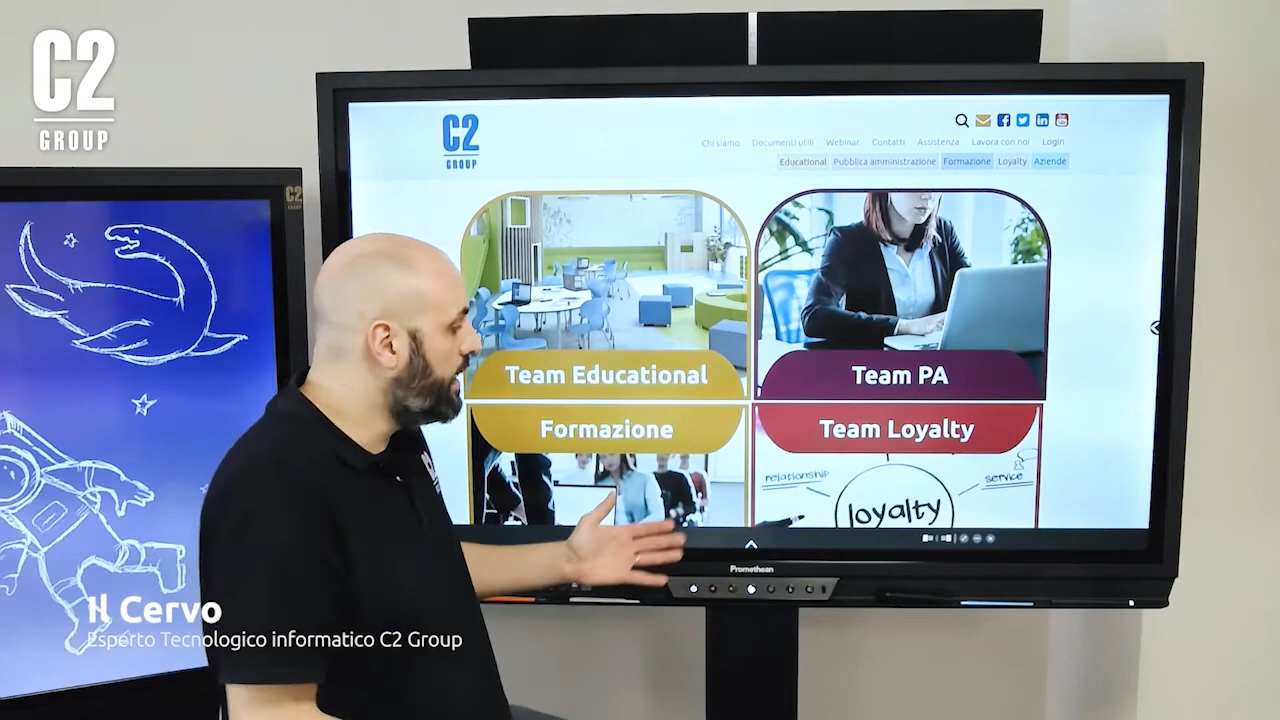 C2
GROUP
C2
GROUP
C2
GROUP
Chi siamo Documenti utili Webinar Contatti Assistenza Lavora con noi Login
Educational Pubblica amministrazione Formazione Loyalty Aziende
Team Educational
Team PA
Formazione
Team Loyalty
relationship
service
loyalty
Promethean
Il Cervo
Esperto Tecnologico informatico C2 Group